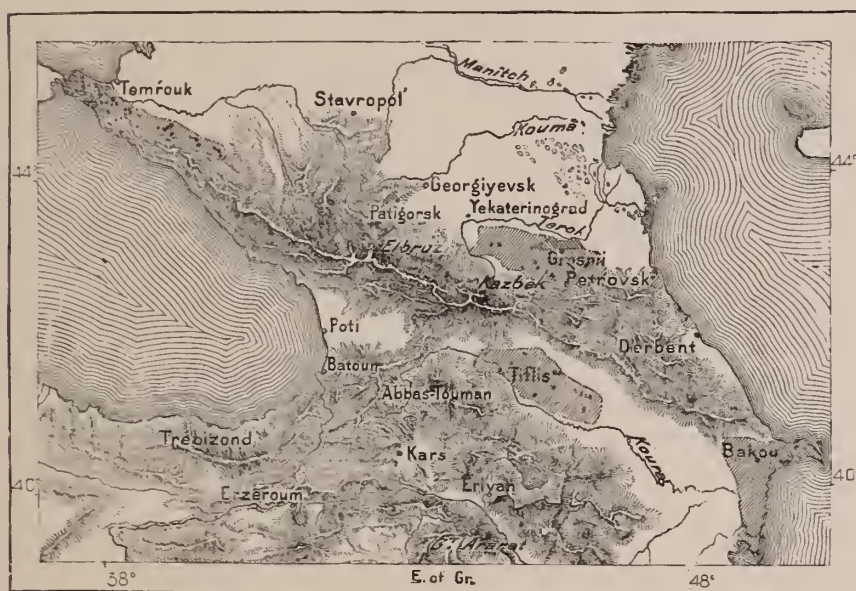 Temrouk
Manitch
Stavropol'
Kouma
44°
44°
Georgiyevsk
Patigorsk
Yekaterinograd
Terek
Elbruz
Grosnii
Kazbek
Petrovsk
Poti
Derbent
Batoum
Tiflis
Abbas-Touman
Trébizond
Kars
Koura
Bakou
40°
40°
Erzeroum
Erivan
Ararat
38°
E. of Gr.
48°